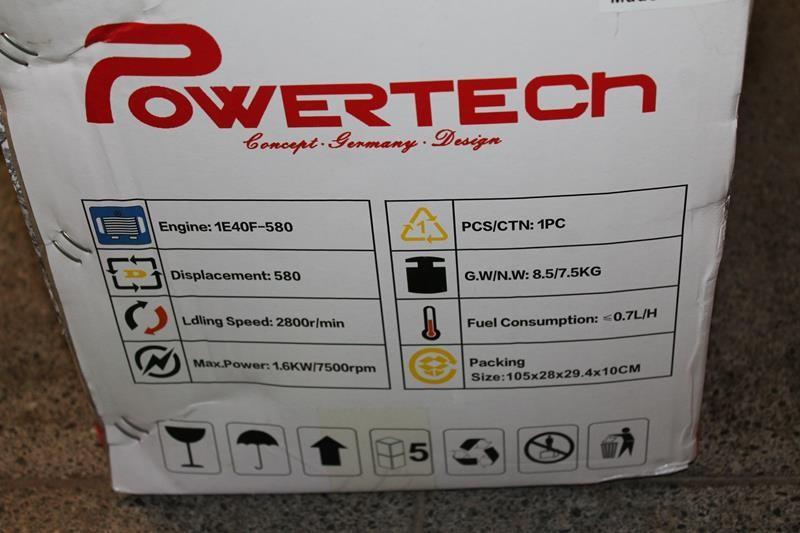 POWERTECH
Concept · Germany · Design
Engine: 1E40F-580
Displacement: 580
Ldling Speed: 2800r/min
Max.Power: 1.6KW/7500rpm
1
PCS/CTN: 1PC
G.W/N.W: 8.5/7.5KG
Fuel Consumption: ≤0.7L/H
Packing
Size:105x28x29.4x10CM
5